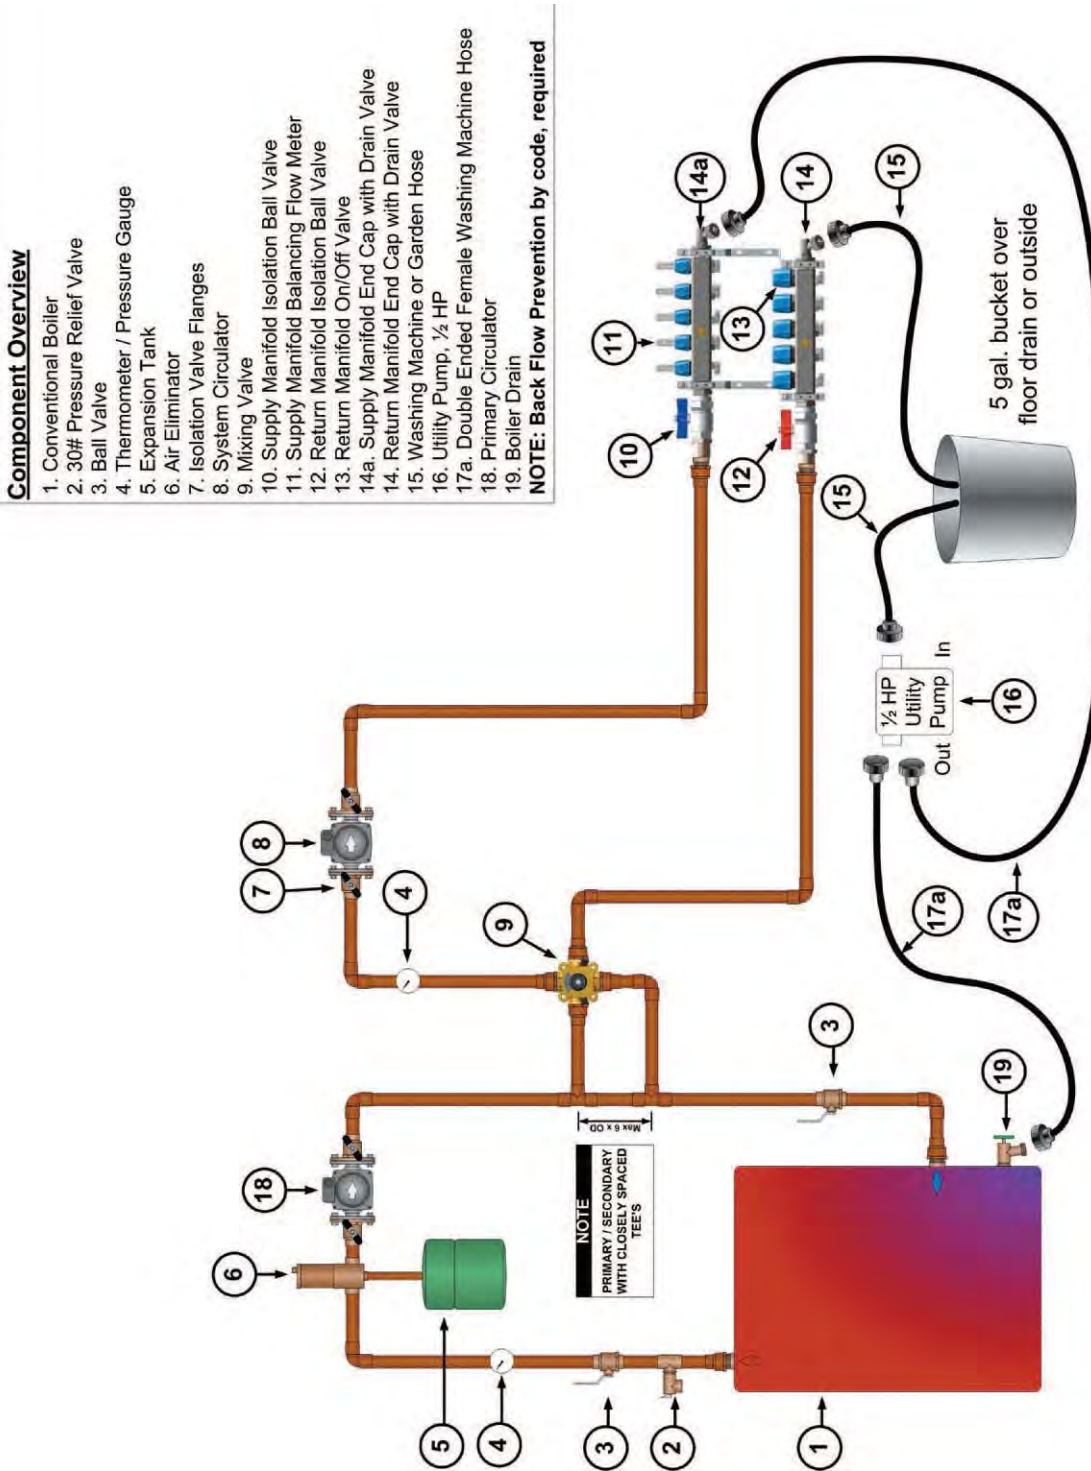 Component Overview
1. Conventional Boiler
2. 30# Pressure Relief Valve
3. Ball Valve
4. Thermometer / Pressure Gauge
5. Expansion Tank
6. Air Eliminator
7. Isolation Valve Flanges
8. System Circulator
9. Mixing Valve
10. Supply Manifold Isolation Ball Valve
11. Supply Manifold Balancing Flow Meter
12. Return Manifold Isolation Ball Valve
13. Return Manifold On/Off Valve
14a. Supply Manifold End Cap with Drain Valve
14. Return Manifold End Cap with Drain Valve
15. Washing Machine or Garden Hose
16. Utility Pump, ½ HP
17a. Double Ended Female Washing Machine Hose
18. Primary Circulator
19. Boiler Drain
NOTE: Back Flow Prevention by code, required
6
18
8
7
4
5
4
9
11
14a
10
13
14
12
15
15
3
2
3
1
19
17a
17a
16
NOTE
PRIMARY / SECONDARY
WITH CLOSELY SPACED
TEE'S
Max 6 x OD
½ HP
Utility
Pump
Out
In
5 gal. bucket over
floor drain or outside